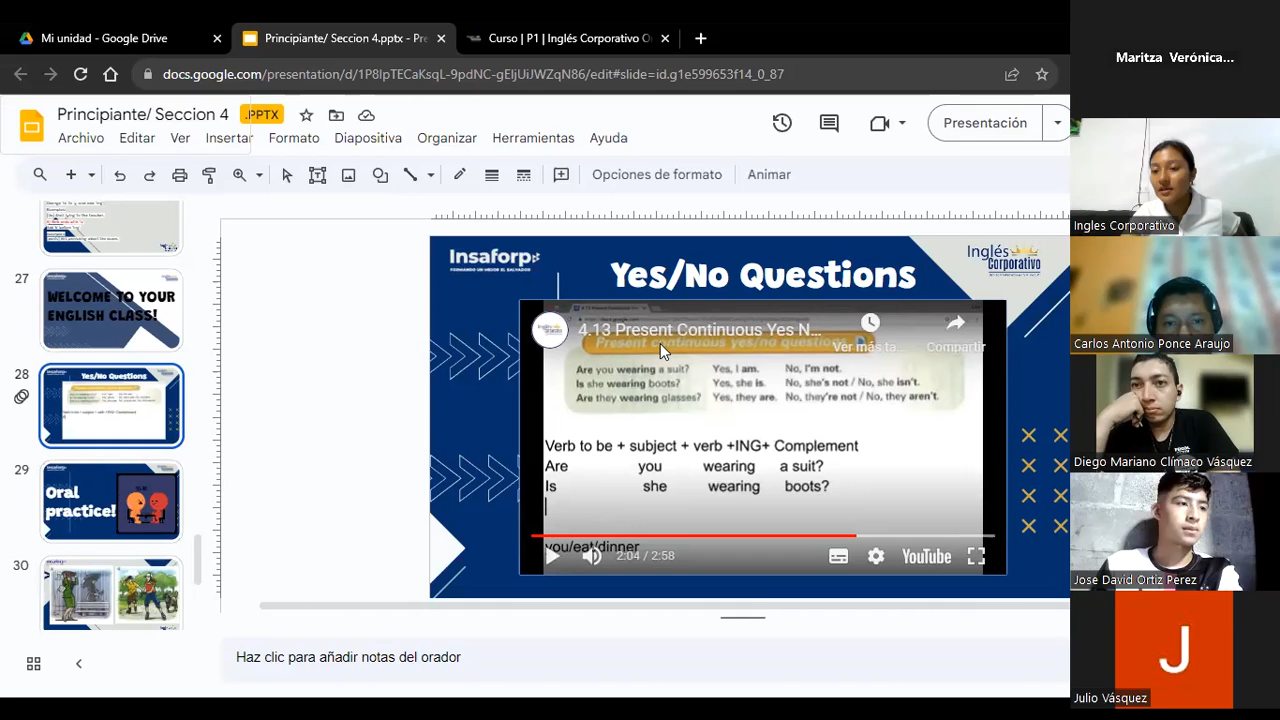 Mi unidad - Google Drive
Principiante/ Seccion 4.pptx - Pre
Curso | P1 | Inglés Corporativo O
Maritza Verónica...
docs.google.com/presentation/d/1P8IpTECaKsqL-9pdNC-gEIjUiJWZqN86/edit#slide=id.g1e599653f14_0_87
Principiante/ Seccion 4 .PPTX
Archivo Editar Ver Insertar Formato Diapositiva Organizar Herramientas Ayuda
Presentación
Opciones de formato Animar
Ingles Corporativo
27
WELCOME TO YOUR
ENGLISH CLASS!
28
Yes/No Questions
29
Oral
practice!
30
Insaforp
Inglés
Corporativo
Yes/No Questions
4.13 Present Continuous Yes N...
Present continuous yes/no questions
Ver más ta... Compartir
Are you wearing a suit? Yes, I am. No, I'm not.
Is she wearing boots? Yes, she is. No, she's not / No, she isn't.
Are they wearing glasses? Yes, they are. No, they're not / No, they aren't.
Verb to be + subject + verb +ING+ Complement
Are you wearing a suit?
Is she wearing boots?
you/eat/dinner
2:04 / 2:58
YouTube
Carlos Antonio Ponce Araujo
Diego Mariano Clímaco Vásquez
Jose David Ortiz Perez
J
Julio Vásquez
Haz clic para añadir notas del orador